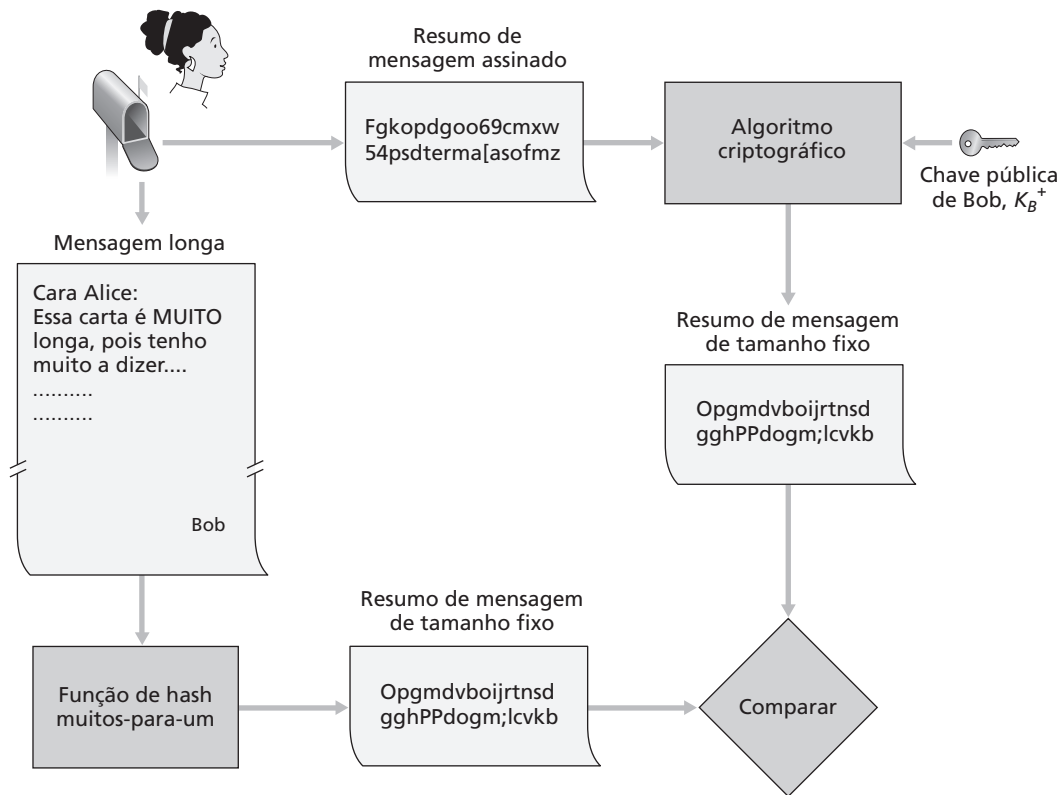 Resumo de
mensagem assinado
Fgkopdgoo69cmxw
54psdterma[asofmz
Algoritmo
criptográfico
Chave pública
de Bob, K_B^+
Mensagem longa
Cara Alice:
Essa carta é MUITO
longa, pois tenho
muito a dizer....
..........
..........
Bob
Resumo de mensagem
de tamanho fixo
Opgmdvboijrtnsd
gghPPdogm;lcvkb
Função de hash
muitos-para-um
Resumo de mensagem
de tamanho fixo
Opgmdvboijrtnsd
gghPPdogm;lcvkb
Comparar